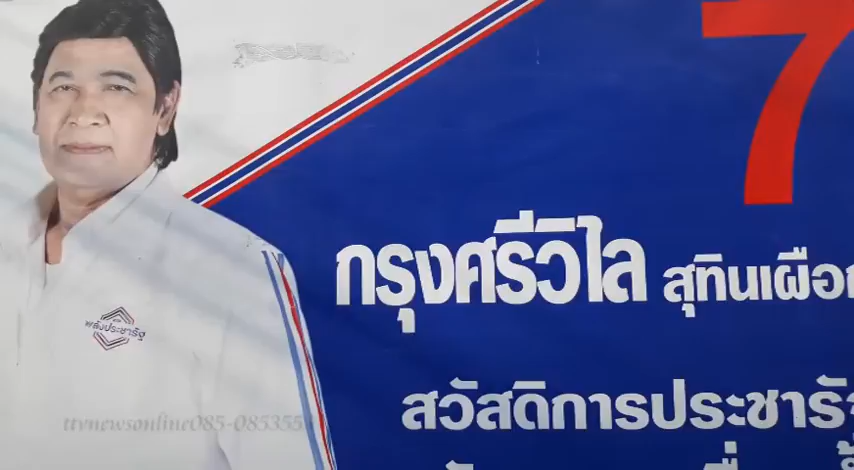 7
กรุงศรีวิไล สุทินเผือก
พลังประชารัฐ
สวัสดิการประชารัฐ
ttvnewsonline085-085355